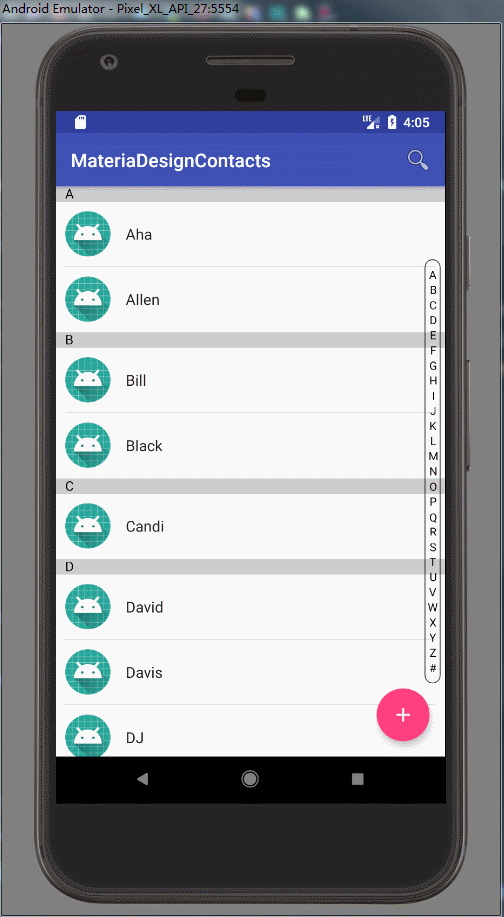 Android Emulator - Pixel_XL_API_27:5554
LTE 4:05
MateriaDesignContacts
A
Aha
Allen
B
Bill
Black
C
Candi
D
David
Davis
DJ
A
B
C
D
E
F
G
H
I
J
K
L
M
N
O
P
Q
R
S
T
U
V
W
X
Y
Z
#
+